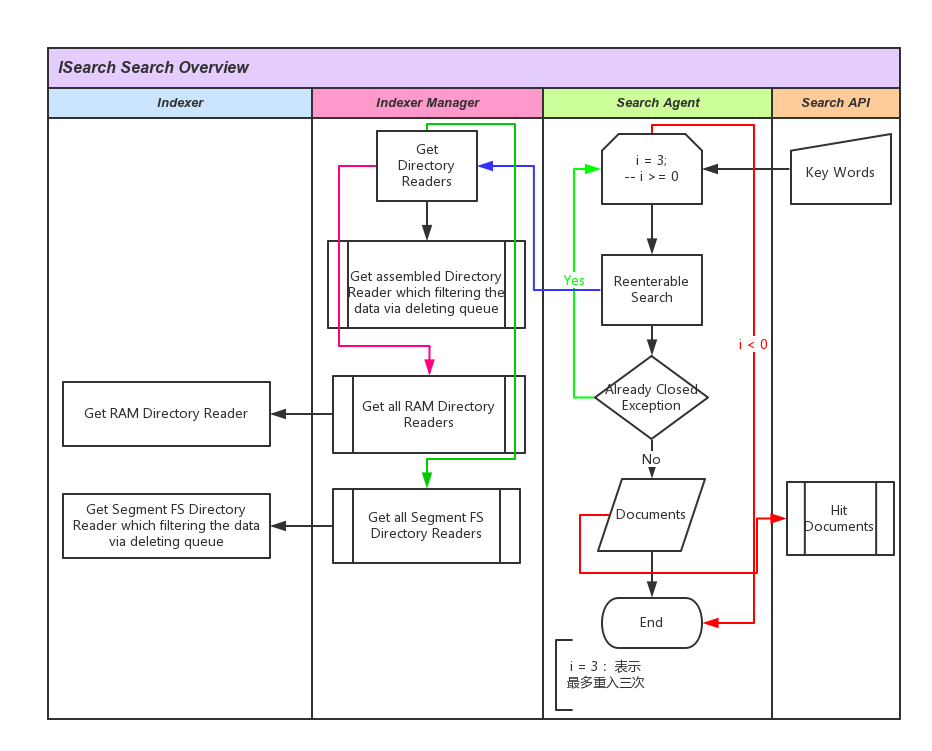 ISearch Search Overview
Indexer
Indexer Manager
Search Agent
Search API
Get
Directory
Readers
i = 3;
-- i >= 0
Key Words
Get assembled Directory
Reader which filtering the
data via deleting queue
Yes
Reenterable
Search
i < 0
Already Closed
Exception
Get RAM Directory Reader
Get all RAM Directory
Readers
No
Get Segment FS Directory
Reader which filtering the data
via deleting queue
Get all Segment FS
Directory Readers
Documents
Hit
Documents
End
i = 3 : 表示
最多重入三次